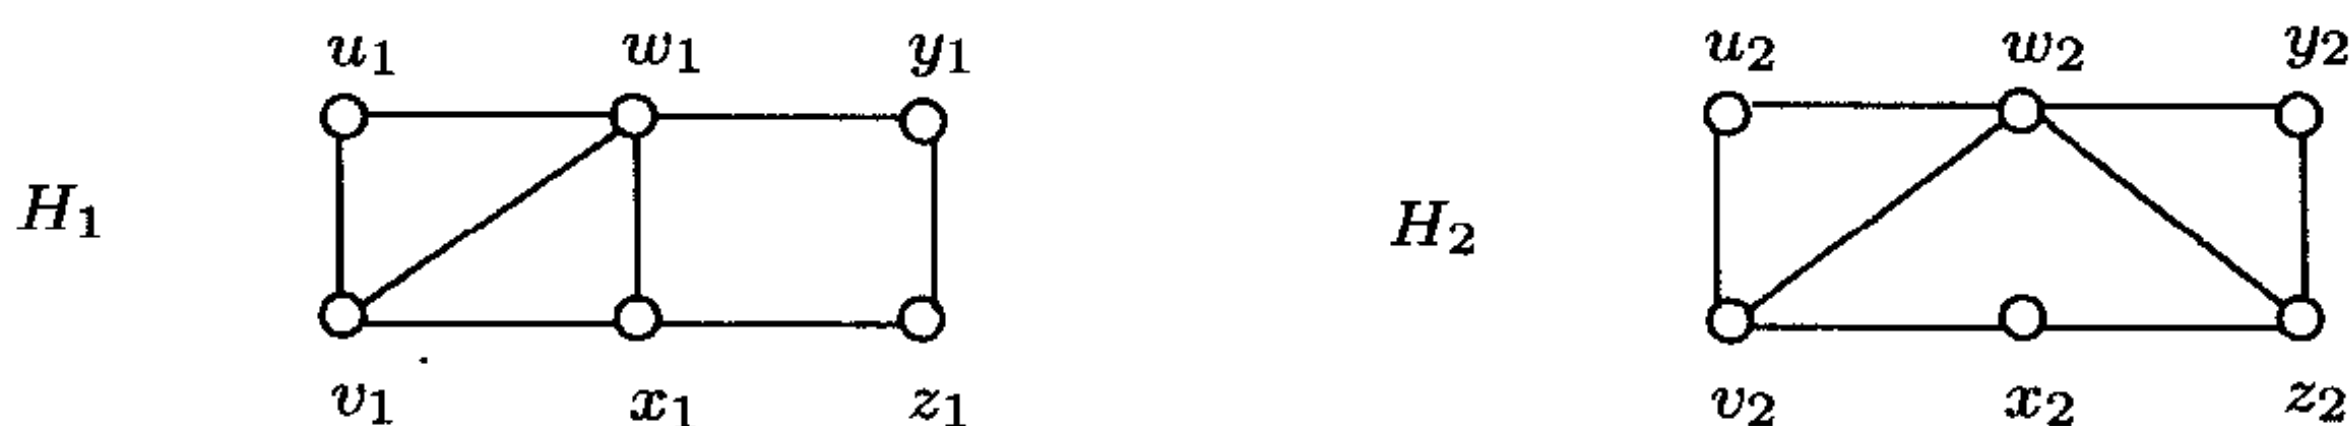 u₁ w₁ y₁ u₂ w₂ y₂
H₁ H₂
v₁ x₁ z₁ v₂ x₂ z₂